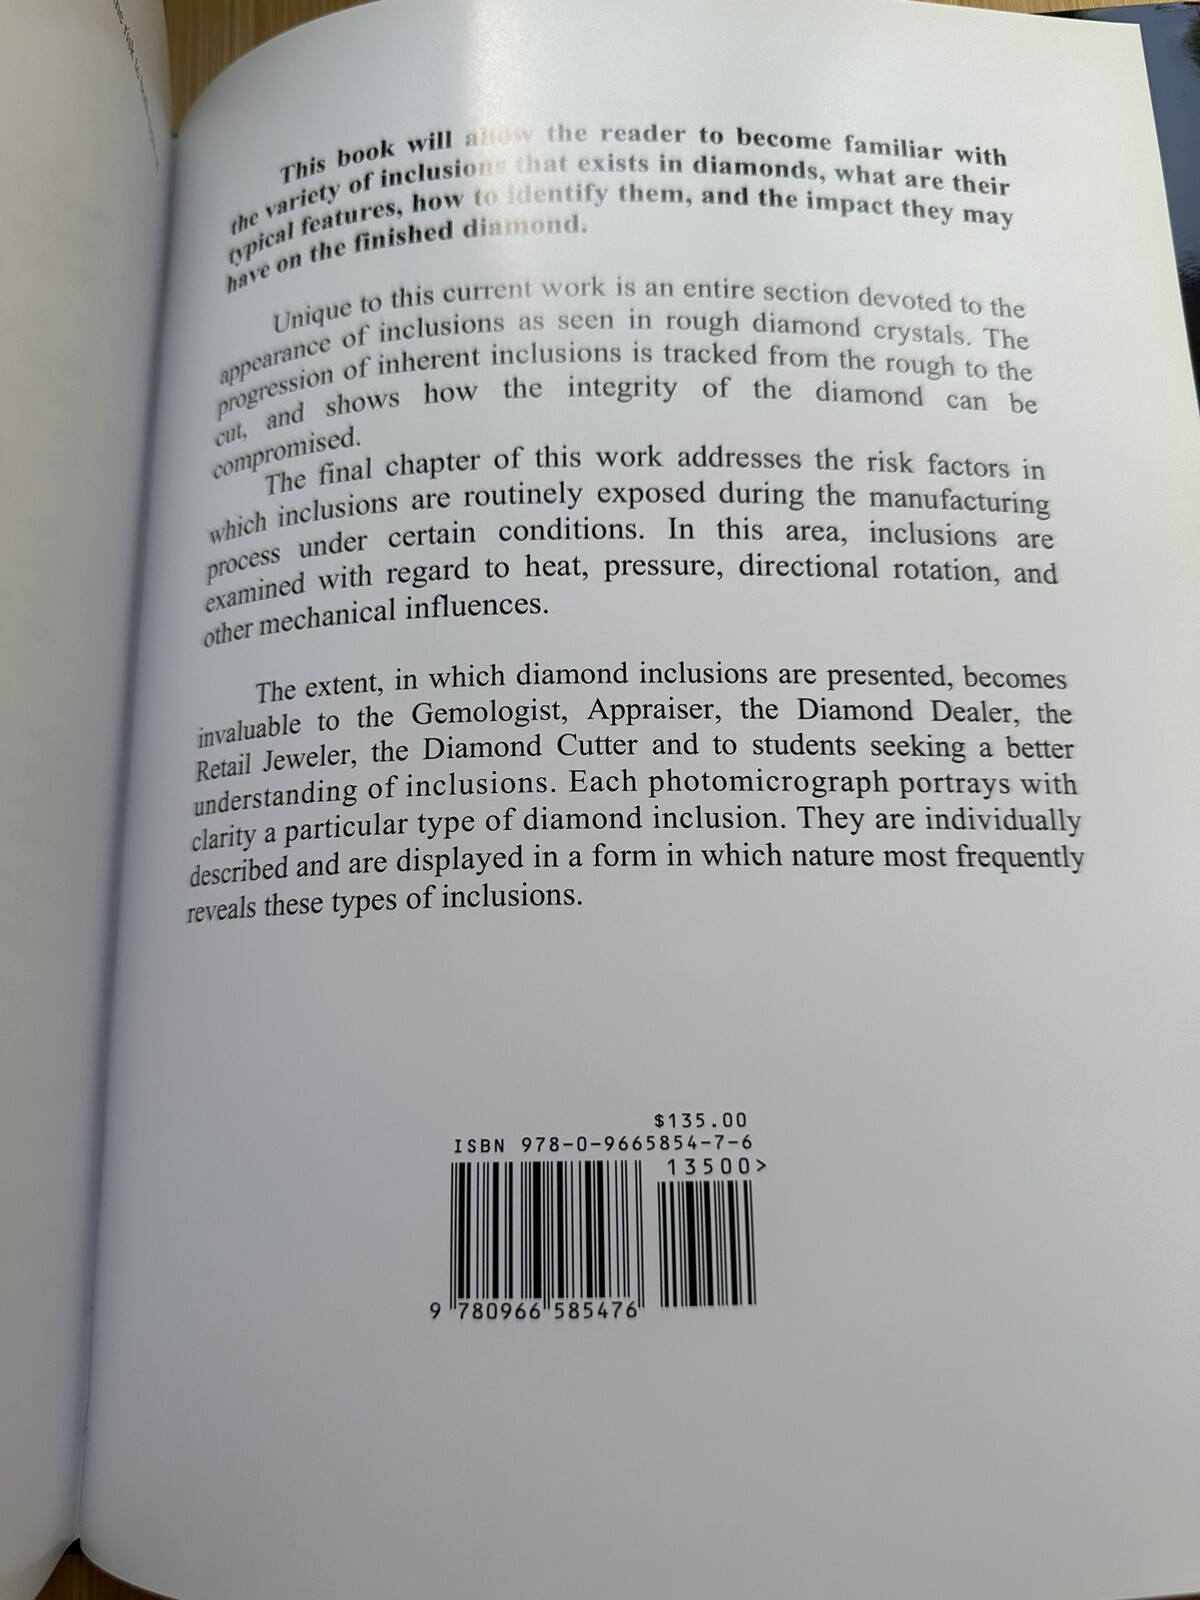 This book will allow the reader to become familiar with
the variety of inclusions that exists in diamonds, what are their
typical features, how to identify them, and the impact they may
have on the finished diamond.
Unique to this current work is an entire section devoted to the
appearance of inclusions as seen in rough diamond crystals. The
progression of inherent inclusions is tracked from the rough to the
cut, and shows how the integrity of the diamond can be
compromised.
The final chapter of this work addresses the risk factors in
which inclusions are routinely exposed during the manufacturing
process under certain conditions. In this area, inclusions are
examined with regard to heat, pressure, directional rotation, and
other mechanical influences.
The extent, in which diamond inclusions are presented, becomes
invaluable to the Gemologist, Appraiser, the Diamond Dealer, the
Retail Jeweler, the Diamond Cutter and to students seeking a better
understanding of inclusions. Each photomicrograph portrays with
clarity a particular type of diamond inclusion. They are individually
described and are displayed in a form in which nature most frequently
reveals these types of inclusions.
$135.00
ISBN 978-0-9665854-7-6
13500>
9 780966 585476